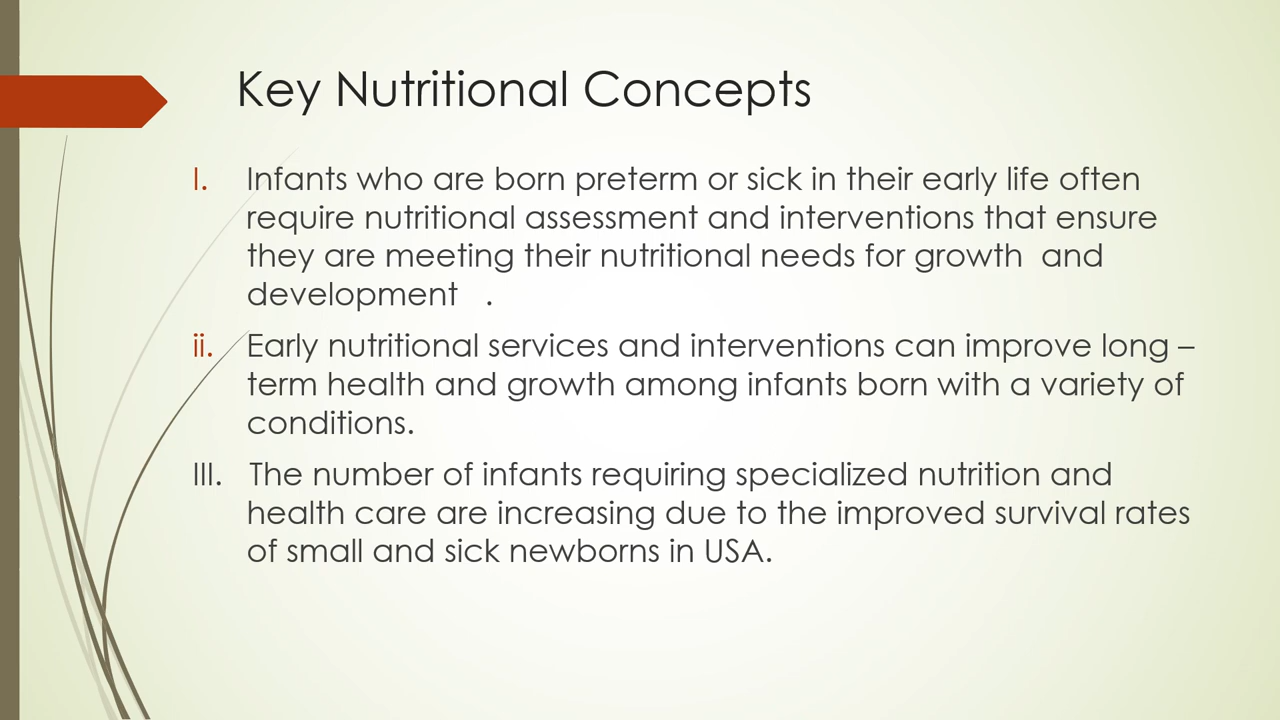 Key Nutritional Concepts
I. Infants who are born preterm or sick in their early life often
require nutritional assessment and interventions that ensure
they are meeting their nutritional needs for growth  and
development   .
ii. Early nutritional services and interventions can improve long –
term health and growth among infants born with a variety of
conditions.
III. The number of infants requiring specialized nutrition and
health care are increasing due to the improved survival rates
of small and sick newborns in USA.